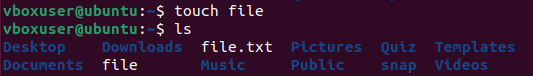 vboxuser@ubuntu:~$ touch file
vboxuser@ubuntu:~$ ls
Desktop    Downloads  file.txt  Pictures  Quiz  Templates
Documents  file       Music     Public    snap  Videos